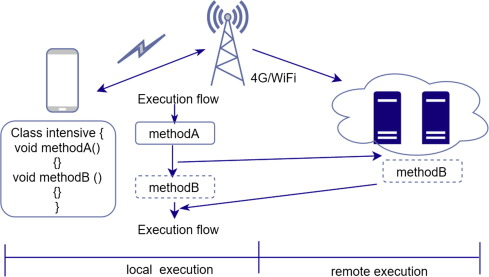 4G/WiFi
Execution flow
Class intensive {
void methodA()
{}
void methodB ()
{}
}
methodA
methodB
methodB
Execution flow
local execution
remote execution